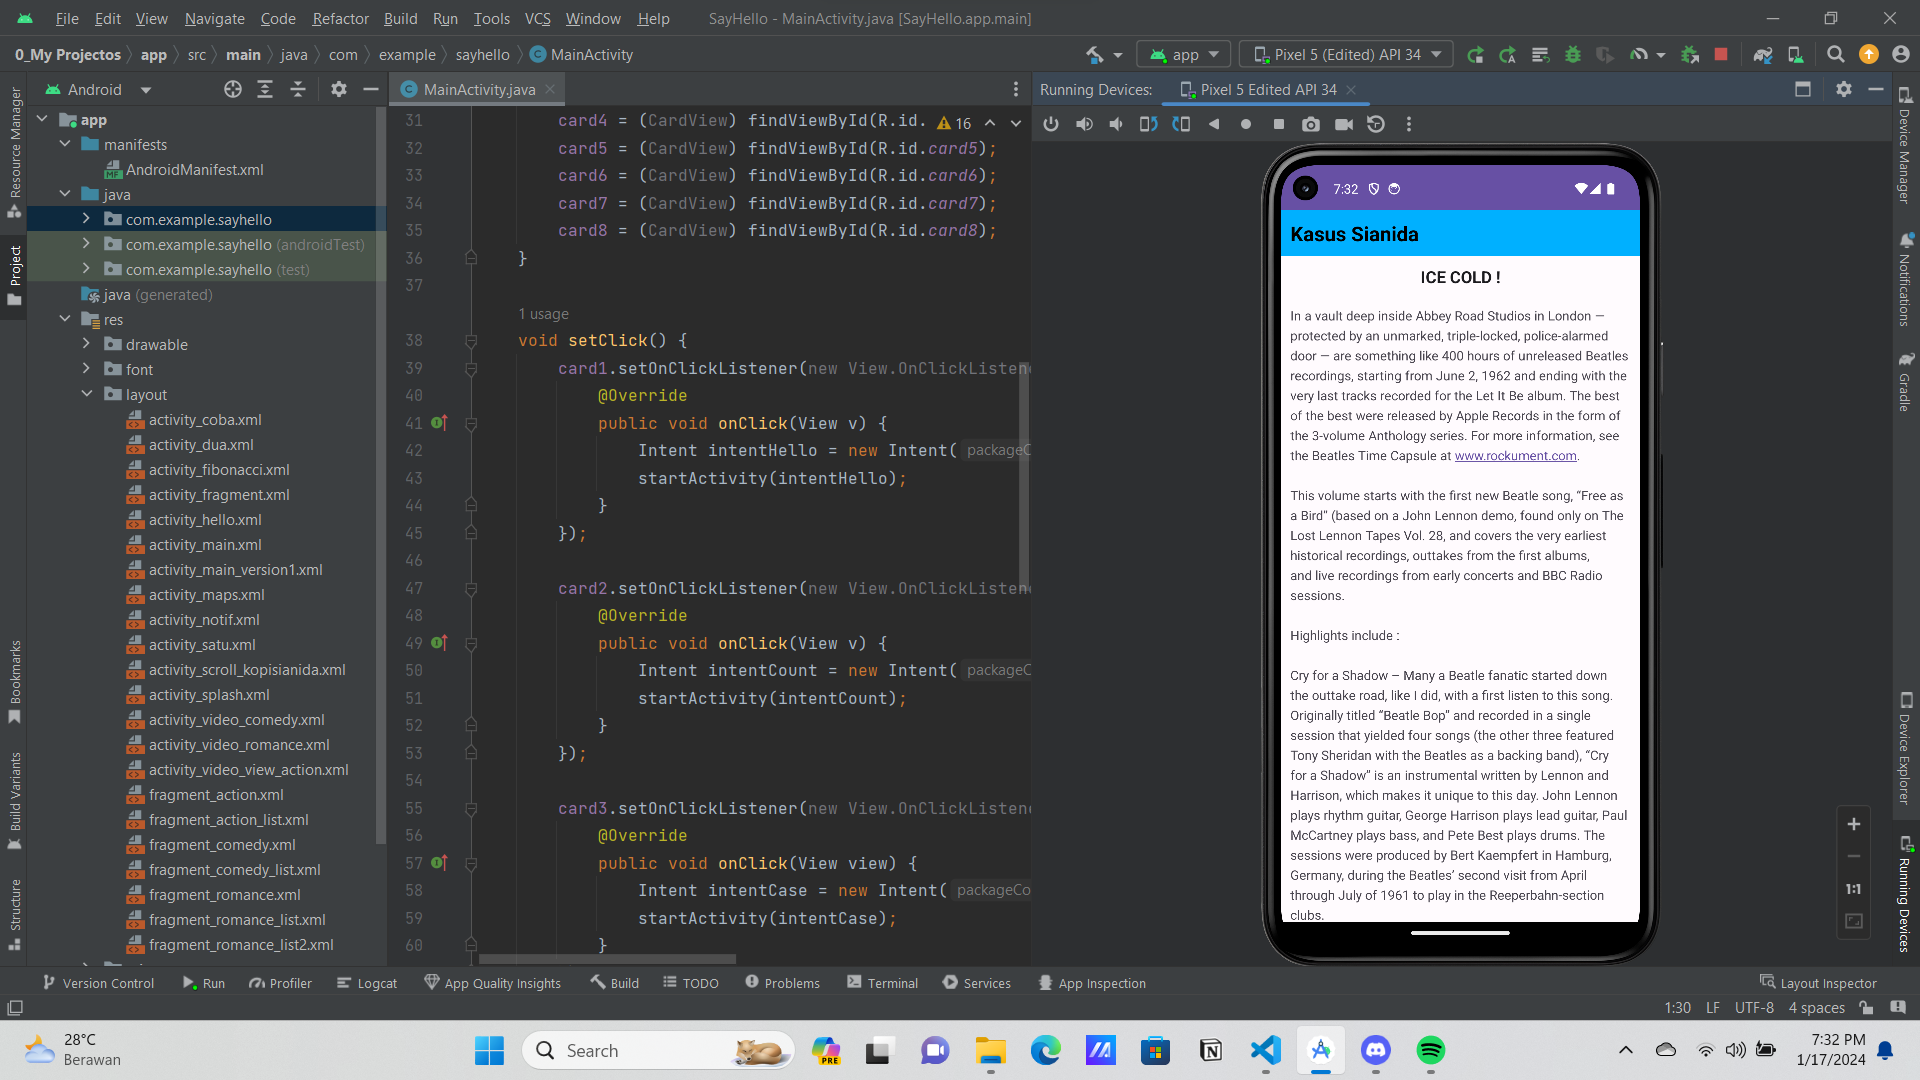 File Edit View Navigate Code Refactor Build Run Tools VCS Window Help SayHello - MainActivity.java [SayHello.app.main]
0_My Projectos app src main java com example sayhello C MainActivity
app Pixel 5 (Edited) API 34
Android
C MainActivity.java
Running Devices: Pixel 5 Edited API 34
Resource Manager
Project
Bookmarks
Build Variants
Structure
app
manifests
MF AndroidManifest.xml
java
com.example.sayhello
com.example.sayhello (androidTest)
com.example.sayhello (test)
java (generated)
res
drawable
font
layout
activity_coba.xml
activity_dua.xml
activity_fibonacci.xml
activity_fragment.xml
activity_hello.xml
activity_main.xml
activity_main_version1.xml
activity_maps.xml
activity_notif.xml
activity_satu.xml
activity_scroll_kopisianida.xml
activity_splash.xml
activity_video_comedy.xml
activity_video_romance.xml
activity_video_view_action.xml
fragment_action.xml
fragment_action_list.xml
fragment_comedy.xml
fragment_comedy_list.xml
fragment_romance.xml
fragment_romance_list.xml
fragment_romance_list2.xml
31 card4 = (CardView) findViewById(R.id. 16
32 card5 = (CardView) findViewById(R.id.card5);
33 card6 = (CardView) findViewById(R.id.card6);
34 card7 = (CardView) findViewById(R.id.card7);
35 card8 = (CardView) findViewById(R.id.card8);
36 }
37
1 usage
38 void setClick() {
39 card1.setOnClickListener(new View.OnClickListene
40 @Override
41 public void onClick(View v) {
42 Intent intentHello = new Intent( packageC
43 startActivity(intentHello);
44 }
45 });
46
47 card2.setOnClickListener(new View.OnClickListene
48 @Override
49 public void onClick(View v) {
50 Intent intentCount = new Intent( packageC
51 startActivity(intentCount);
52 }
53 });
54
55 card3.setOnClickListener(new View.OnClickListene
56 @Override
57 public void onClick(View view) {
58 Intent intentCase = new Intent( packageCo
59 startActivity(intentCase);
60 }
7:32
Kasus Sianida
ICE COLD !
In a vault deep inside Abbey Road Studios in London —
protected by an unmarked, triple-locked, police-alarmed
door — are something like 400 hours of unreleased Beatles
recordings, starting from June 2, 1962 and ending with the
very last tracks recorded for the Let It Be album. The best
of the best were released by Apple Records in the form of
the 3-volume Anthology series. For more information, see
the Beatles Time Capsule at www.rockument.com.
This volume starts with the first new Beatle song, “Free as
a Bird” (based on a John Lennon demo, found only on The
Lost Lennon Tapes Vol. 28, and covers the very earliest
historical recordings, outtakes from the first albums,
and live recordings from early concerts and BBC Radio
sessions.
Highlights include :
Cry for a Shadow – Many a Beatle fanatic started down
the outtake road, like I did, with a first listen to this song.
Originally titled “Beatle Bop” and recorded in a single
session that yielded four songs (the other three featured
Tony Sheridan with the Beatles as a backing band), “Cry
for a Shadow” is an instrumental written by Lennon and
Harrison, which makes it unique to this day. John Lennon
plays rhythm guitar, George Harrison plays lead guitar, Paul
McCartney plays bass, and Pete Best plays drums. The
sessions were produced by Bert Kaempfert in Hamburg,
Germany, during the Beatles’ second visit from April
through July of 1961 to play in the Reeperbahn-section
clubs.
1:1
Device Manager
Notifications
Gradle
Device Explorer
Running Devices
Version Control Run Profiler Logcat App Quality Insights Build TODO Problems Terminal Services App Inspection Layout Inspector
1:30 LF UTF-8 4 spaces
28°C
Berawan
Search
PRE
7:32 PM
1/17/2024